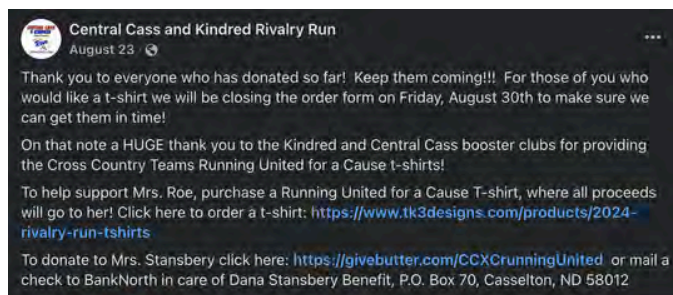 Central Cass and Kindred Rivalry Run
August 23
Thank you to everyone who has donated so far! Keep them coming!!! For those of you who
would like a t-shirt we will be closing the order form on Friday, August 30th to make sure we
can get them in time!
On that note a HUGE thank you to the Kindred and Central Cass booster clubs for providing
the Cross Country Teams Running United for a Cause t-shirts!
To help support Mrs. Roe, purchase a Running United for a Cause T-shirt, where all proceeds
will go to her! Click here to order a t-shirt: https://www.tk3designs.com/products/2024-
rivalry-run-tshirts
To donate to Mrs. Stansbery click here: https://givebutter.com/CCXCrunningUnited or mail a
check to BankNorth in care of Dana Stansbery Benefit, P.O. Box 70, Casselton, ND 58012